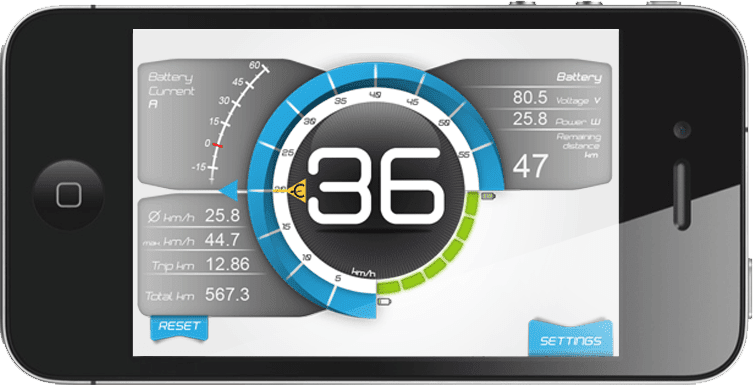 Battery
Current
A
60
45
30
15
0
-15
Battery
80.5 Voltage V
25.8 Power W
Remaining
distance
km
47
5
10
15
20
25
30
35
40
45
50
55
€
36
km/h
Ø km/h 25.8
max. km/h 44.7
Trip km 12.86
Total km 567.3
RESET
SETTINGS